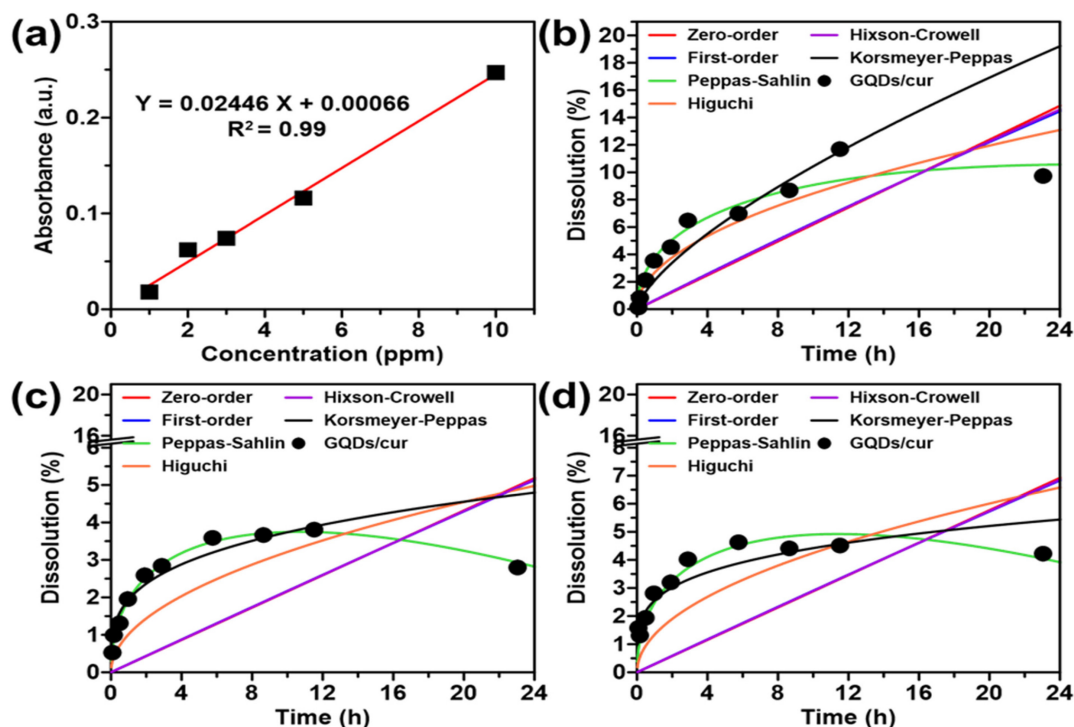 (a)
0.3
0.2
0.1
0
Absorbance (a.u.)
Y = 0.02446 X + 0.00066
R² = 0.99
0 2 4 6 8 10
Concentration (ppm)
(b)
20
18
16
14
12
10
8
6
4
2
0
Dissolution (%)
Zero-order Hixson-Crowell
First-order Korsmeyer-Peppas
Peppas-Sahlin GQDs/cur
Higuchi
0 4 8 12 16 20 24
Time (h)
(c)
20
16
6
5
4
3
2
1
0
Dissolution (%)
Zero-order Hixson-Crowell
First-order Korsmeyer-Peppas
Peppas-Sahlin GQDs/cur
Higuchi
0 4 8 12 16 20 24
Time (h)
(d)
20
16
8
7
6
5
4
3
2
1
0
Dissolution (%)
Zero-order Hixson-Crowell
First-order Korsmeyer-Peppas
Peppas-Sahlin GQDs/cur
Higuchi
0 4 8 12 16 20 24
Time (h)